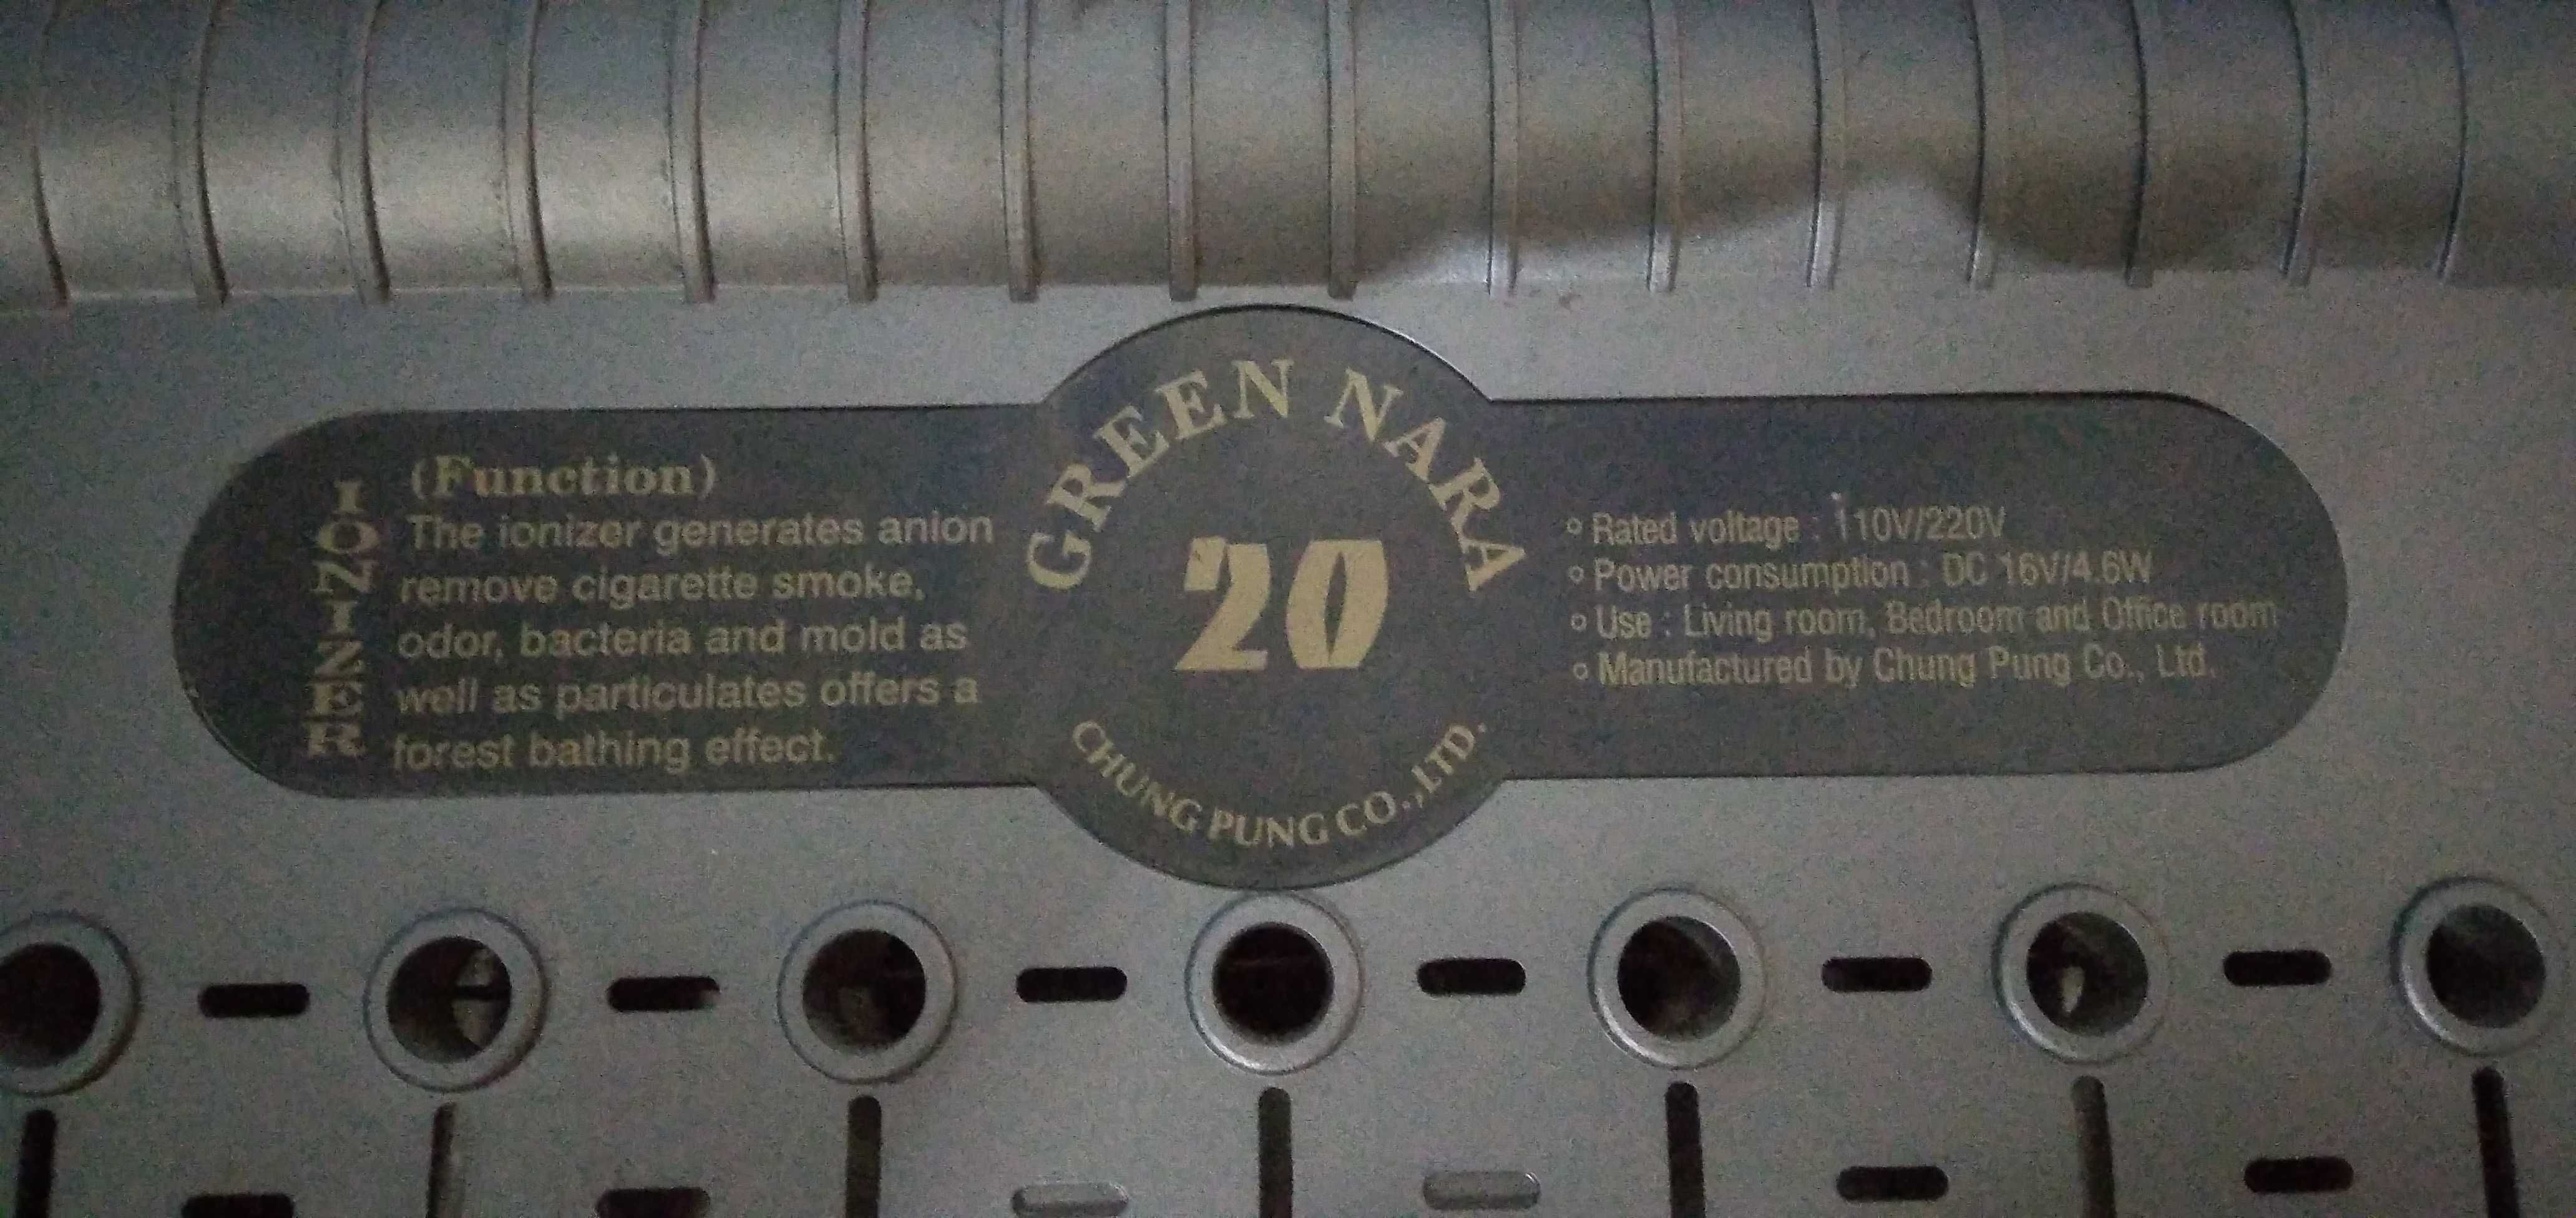 IONIZER
(Function)
The ionizer generates anion
remove cigarette smoke,
odor, bacteria and mold as
well as particulates offers a
forest bathing effect.
GREEN NARA
20
CHUNG PUNG CO.,LTD.
Rated voltage : 110V/220V
Power consumption : DC 16V/4.6W
Use : Living room, Bedroom and Office room
Manufactured by Chung Pung Co., Ltd.